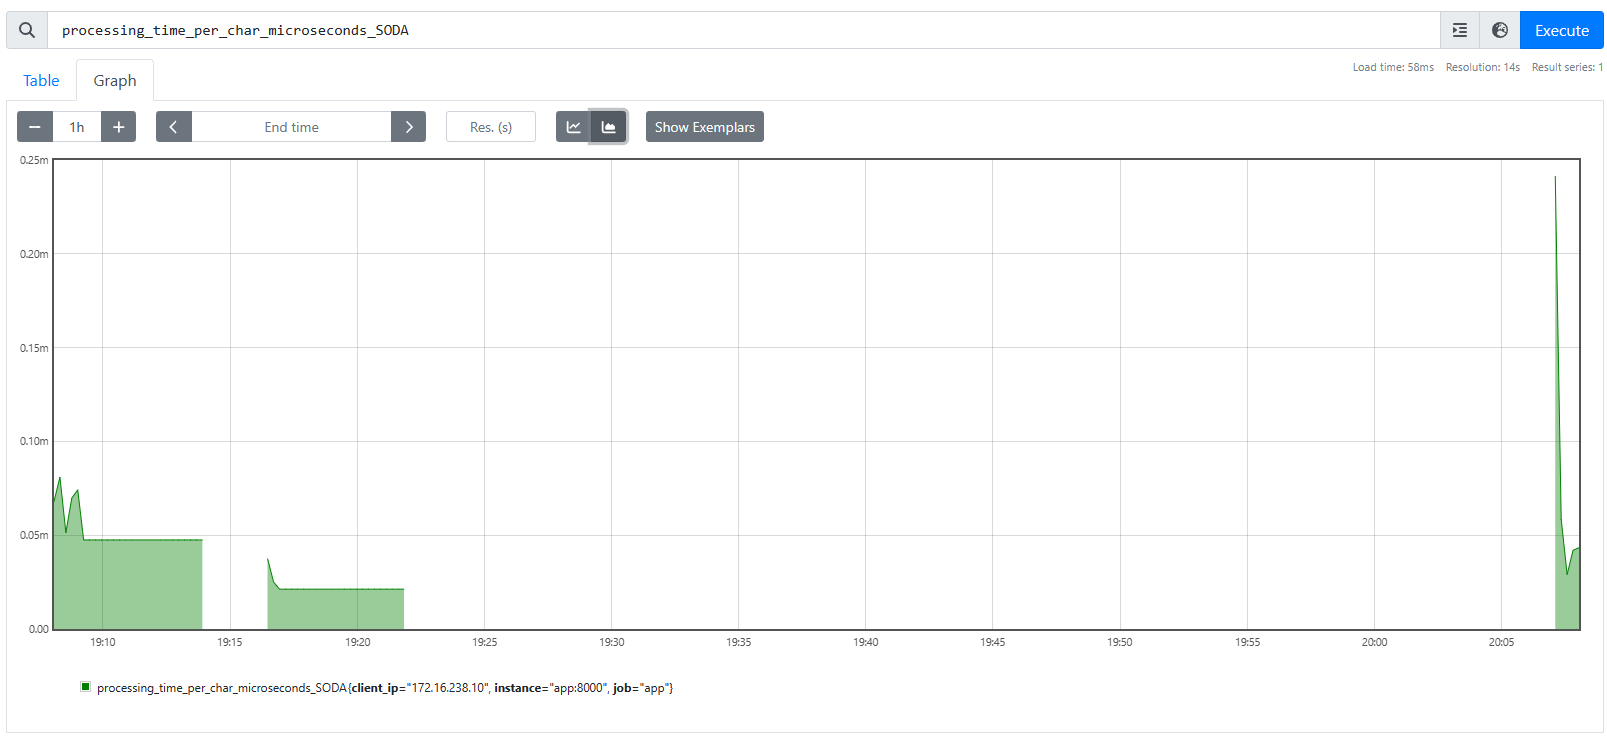 processing_time_per_char_microseconds_SODA
Execute
Load time: 58ms Resolution: 14s Result series: 1
Table
Graph
1h
End time
Res. (s)
Show Exemplars
0.25m
0.20m
0.15m
0.10m
0.05m
0.00
19:10 19:15 19:20 19:25 19:30 19:35 19:40 19:45 19:50 19:55 20:00 20:05
processing_time_per_char_microseconds_SODA{client_ip="172.16.238.10", instance="app:8000", job="app"}